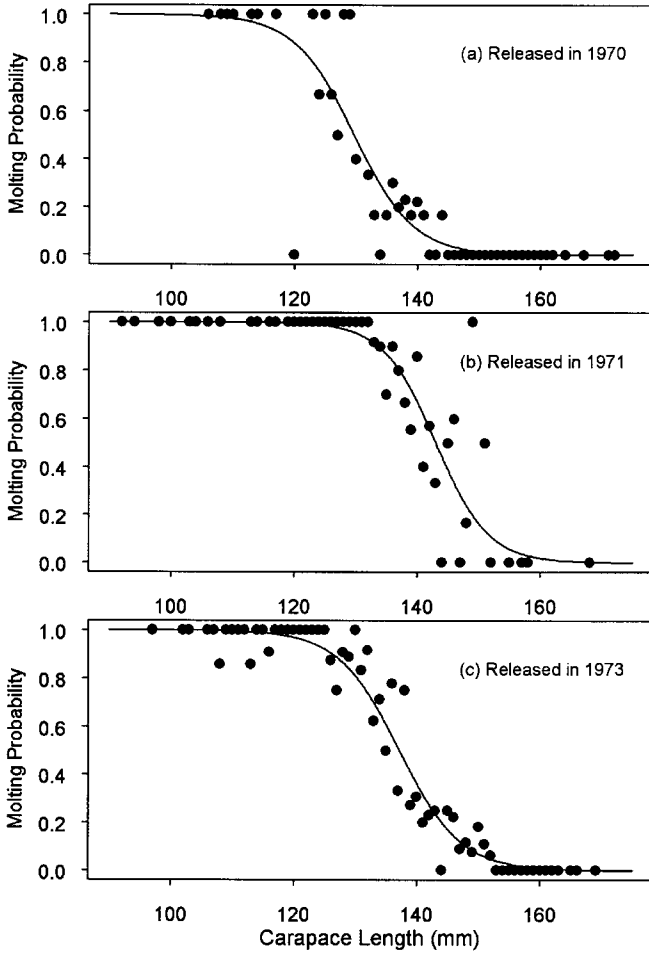 1.0
0.8
0.6
0.4
0.2
0.0
Molting Probability
(a) Released in 1970
100 120 140 160
1.0
0.8
0.6
0.4
0.2
0.0
Molting Probability
(b) Released in 1971
100 120 140 160
1.0
0.8
0.6
0.4
0.2
0.0
Molting Probability
(c) Released in 1973
100 120 140 160
Carapace Length (mm)